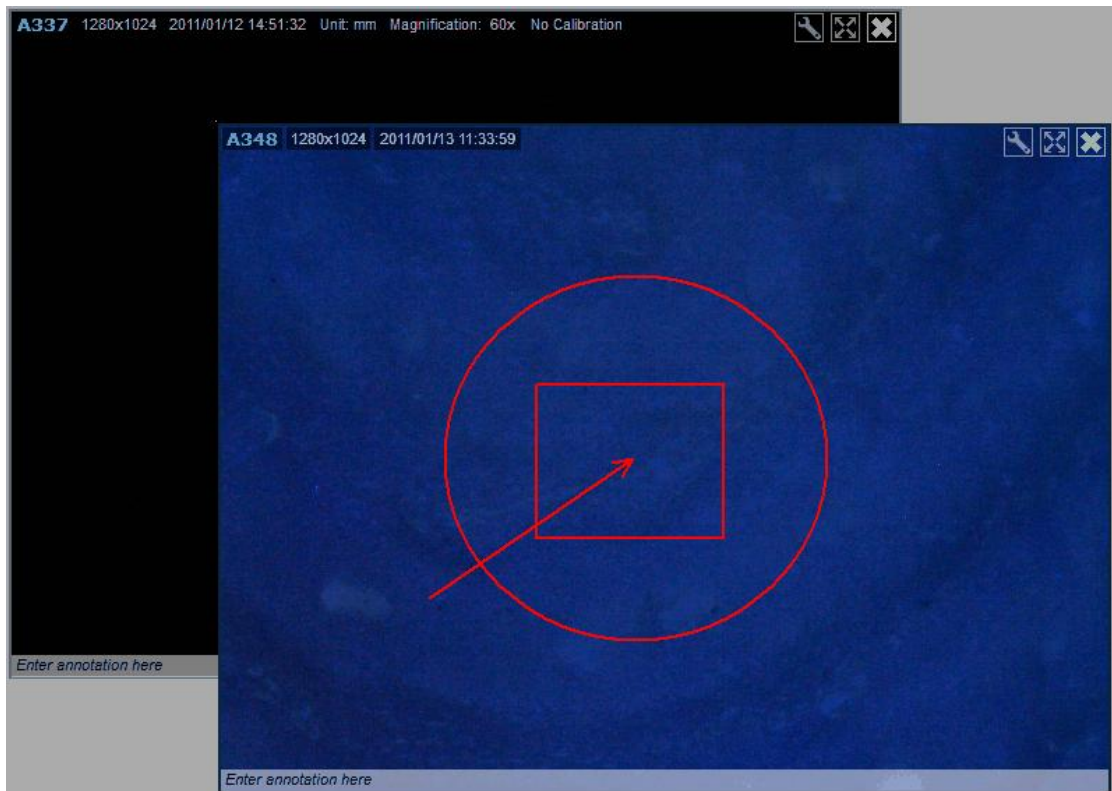 A337 1280x1024 2011/01/12 14:51:32 Unit: mm Magnification: 60x No Calibration
A348 1280x1024 2011/01/13 11:33:59
Enter annotation here
Enter annotation here